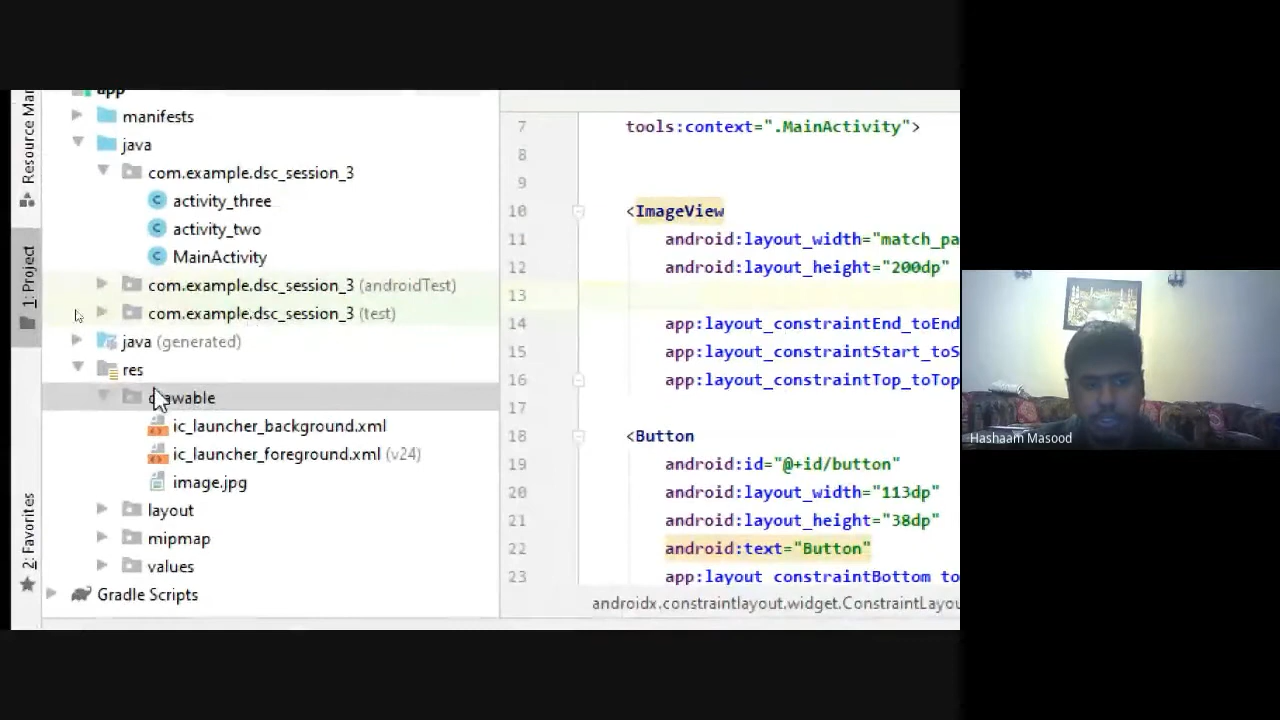 app
manifests
java
com.example.dsc_session_3
activity_three
activity_two
MainActivity
com.example.dsc_session_3 (androidTest)
com.example.dsc_session_3 (test)
java (generated)
res
drawable
ic_launcher_background.xml
ic_launcher_foreground.xml (v24)
image.jpg
layout
mipmap
values
Gradle Scripts
Resource Man
1: Project
2: Favorites
7 tools:context=".MainActivity">
8
9
10 <ImageView
11 android:layout_width="match_pa
12 android:layout_height="200dp"
13
14 app:layout_constraintEnd_toEnd
15 app:layout_constraintStart_toS
16 app:layout_constraintTop_toTop
17
18 <Button
19 android:id="@+id/button"
20 android:layout_width="113dp"
21 android:layout_height="38dp"
22 android:text="Button"
23 app:layout constraintBottom to
androidx.constraintlayout.widget.ConstraintLayou
Hashaam Masood